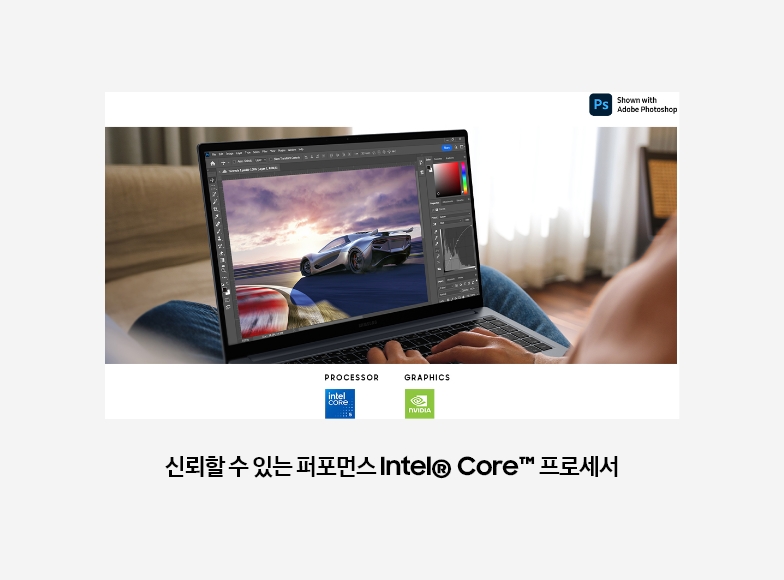 Ps
Shown with
Adobe Photoshop
PROCESSOR
GRAPHICS
intel
CORE
NVIDIA
신뢰할 수 있는 퍼포먼스 Intel® Core™ 프로세서